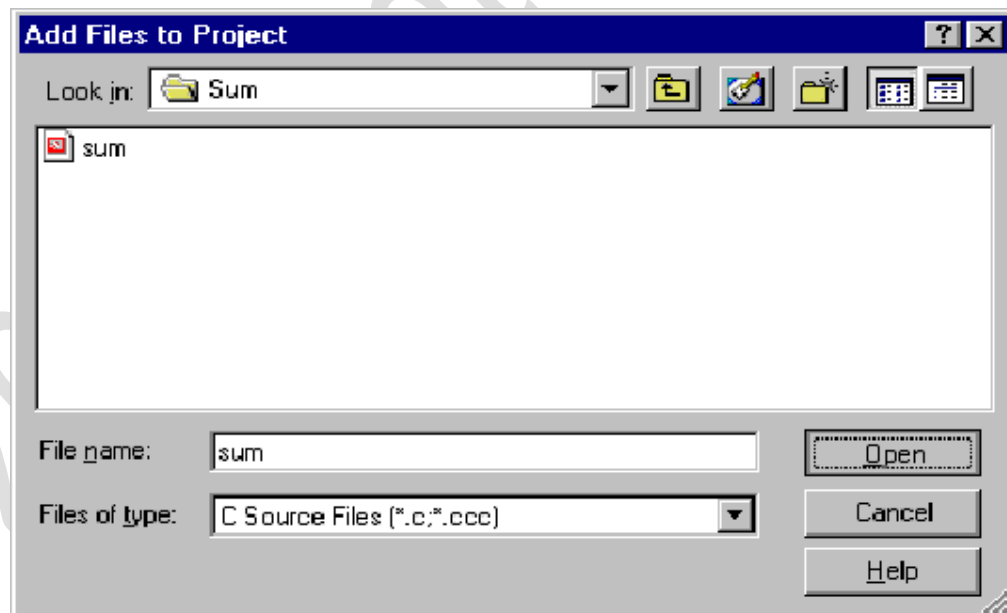 Add Files to Project
Look in: Sum
sum
File name: sum Open
Files of type: C Source Files (*.c;*.ccc) Cancel
Help